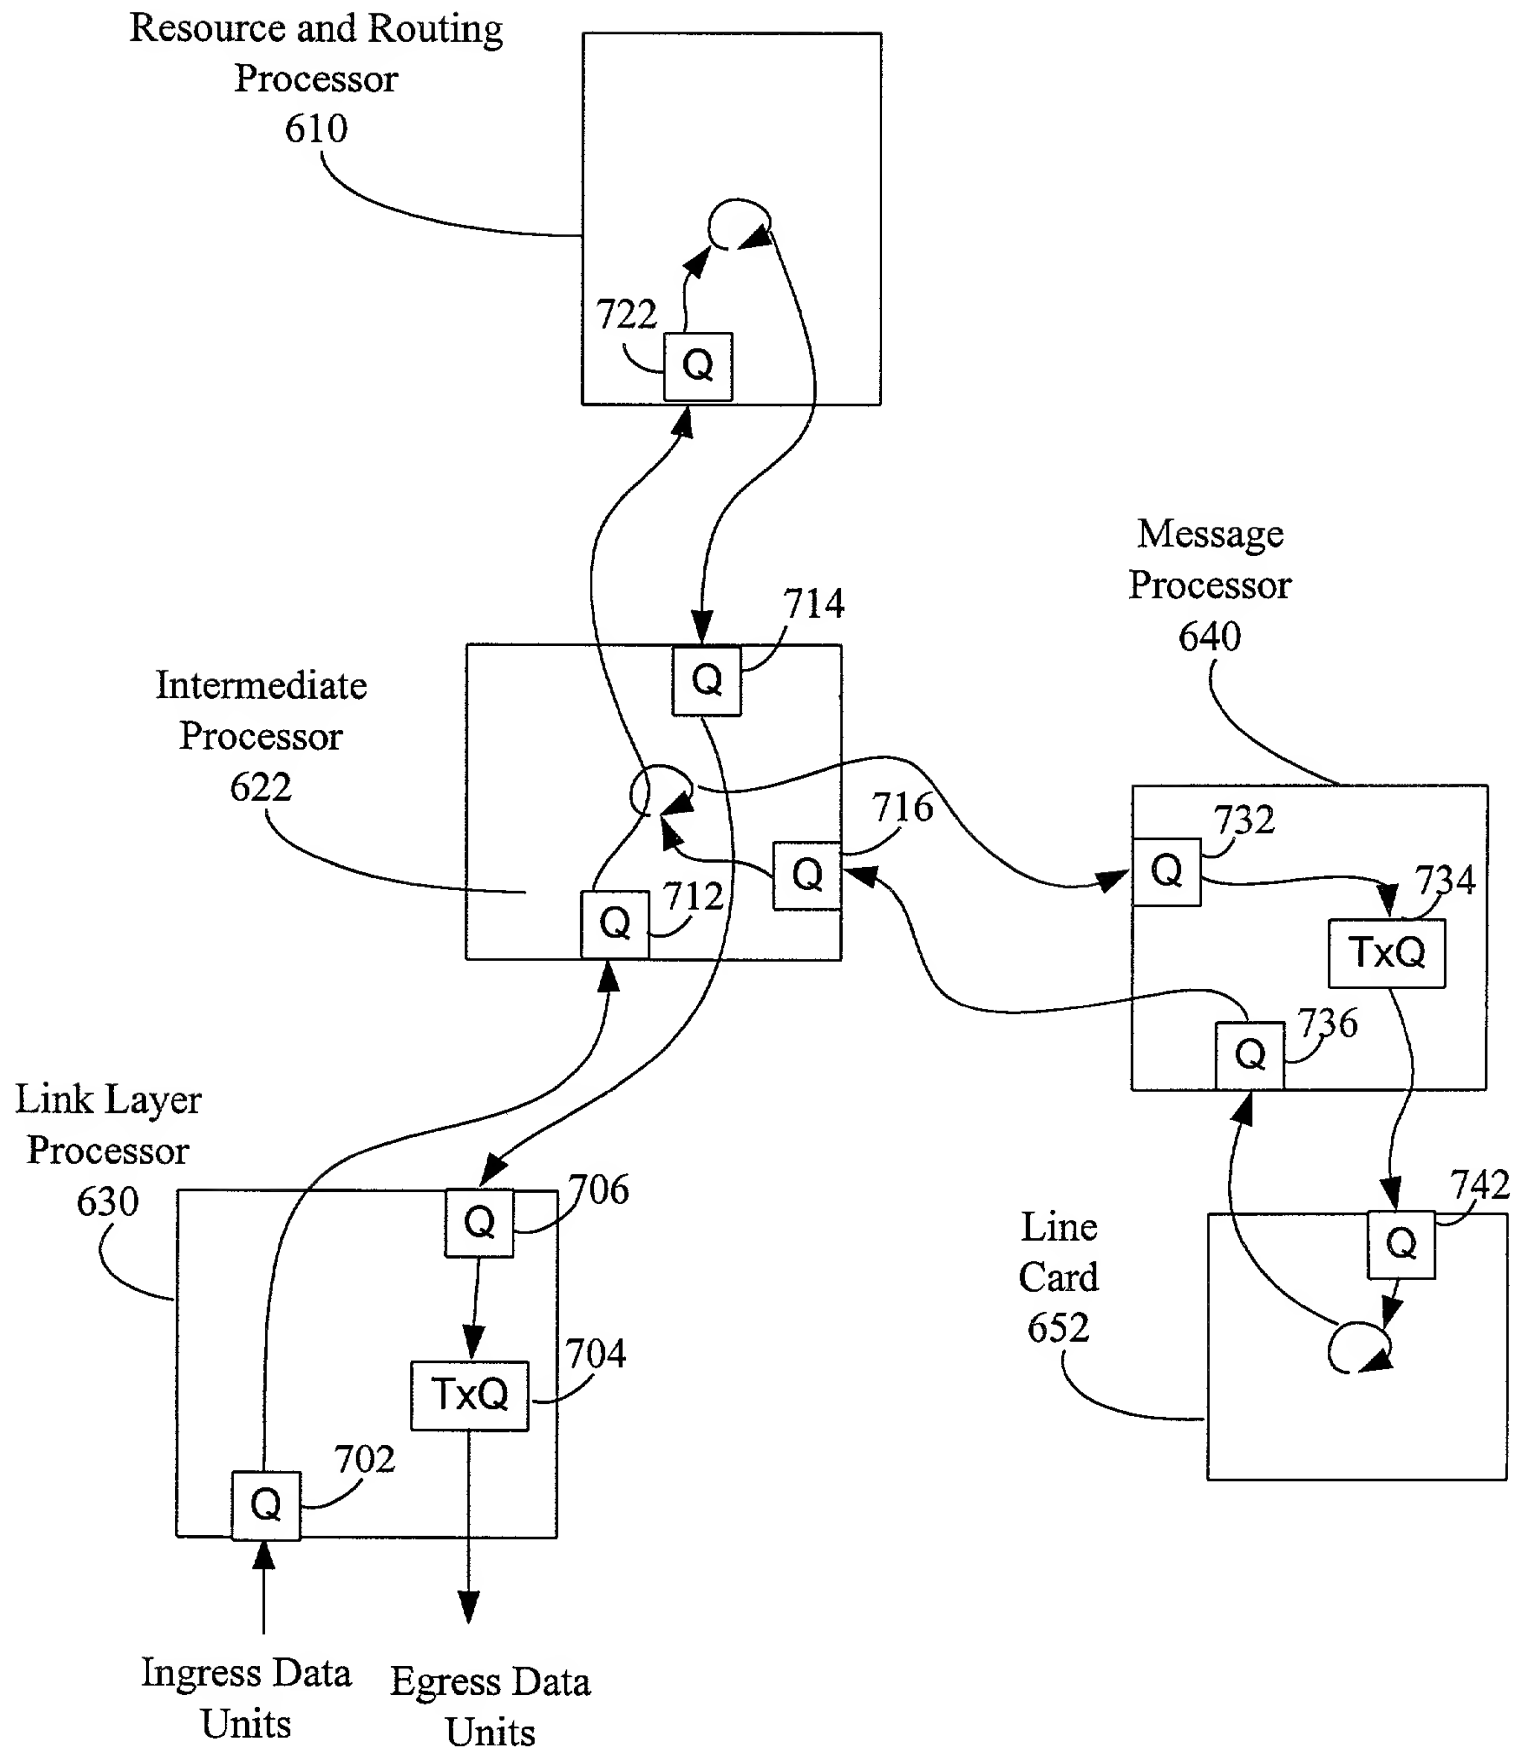 Resource and Routing
Processor
610
722
Q
714
Q
Message
Processor
640
Intermediate
Processor
622
716
Q
712
Q
732
Q
734
TxQ
736
Q
Link Layer
Processor
630
706
Q
704
TxQ
702
Q
742
Q
Line
Card
652
Ingress Data
Units
Egress Data
Units